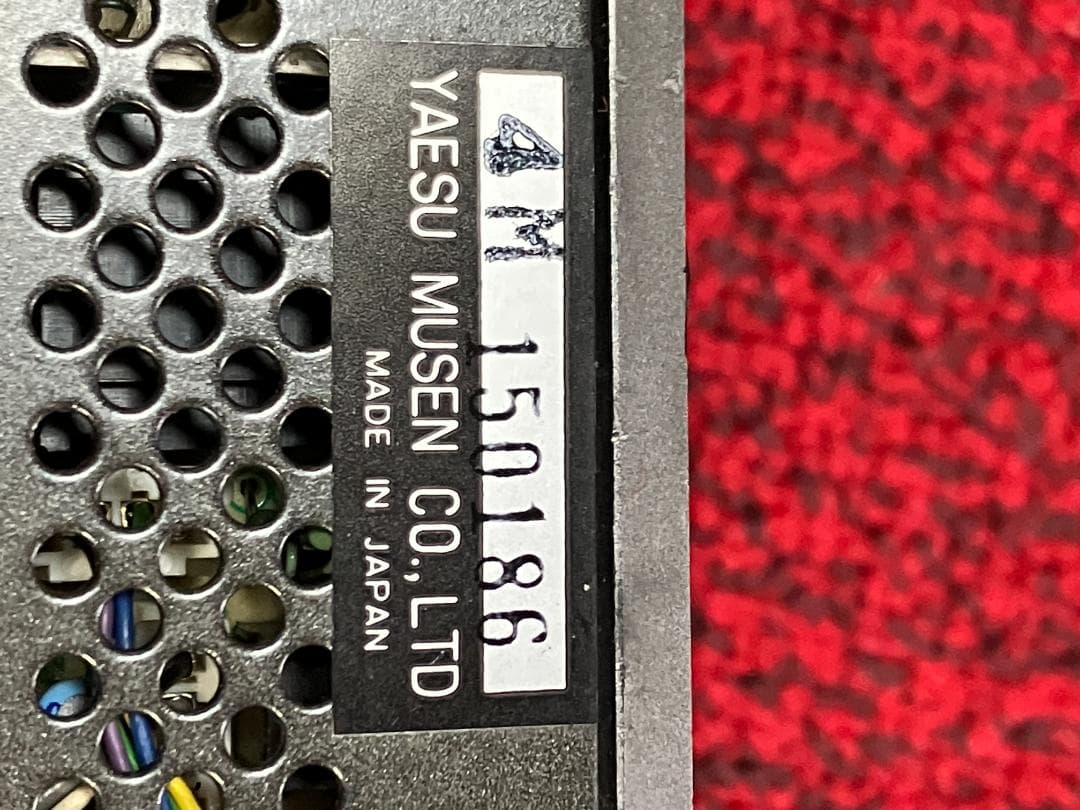 4M 150186
YAESU MUSEN CO., LTD
MADE IN JAPAN